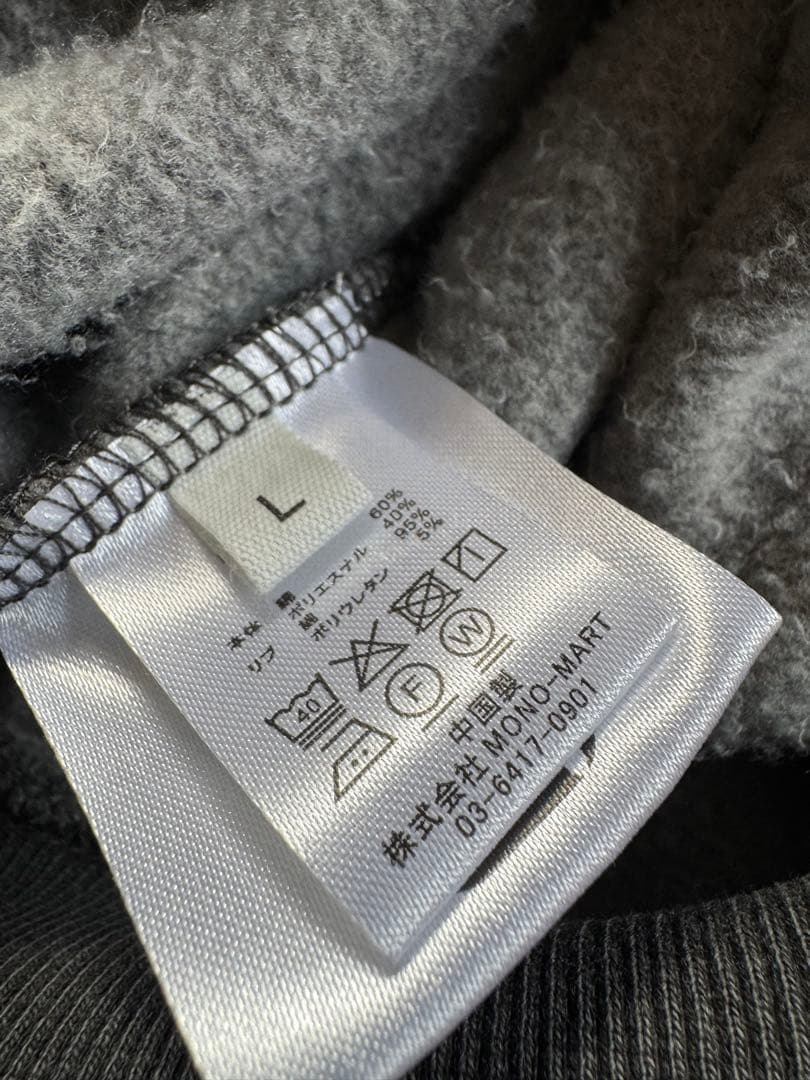 L
本体 綿 60%
ポリエステル 40%
リブ 綿 95%
ポリウレタン 5%
40
F
W
中国製
株式会社 MONO-MART
03-6417-0901